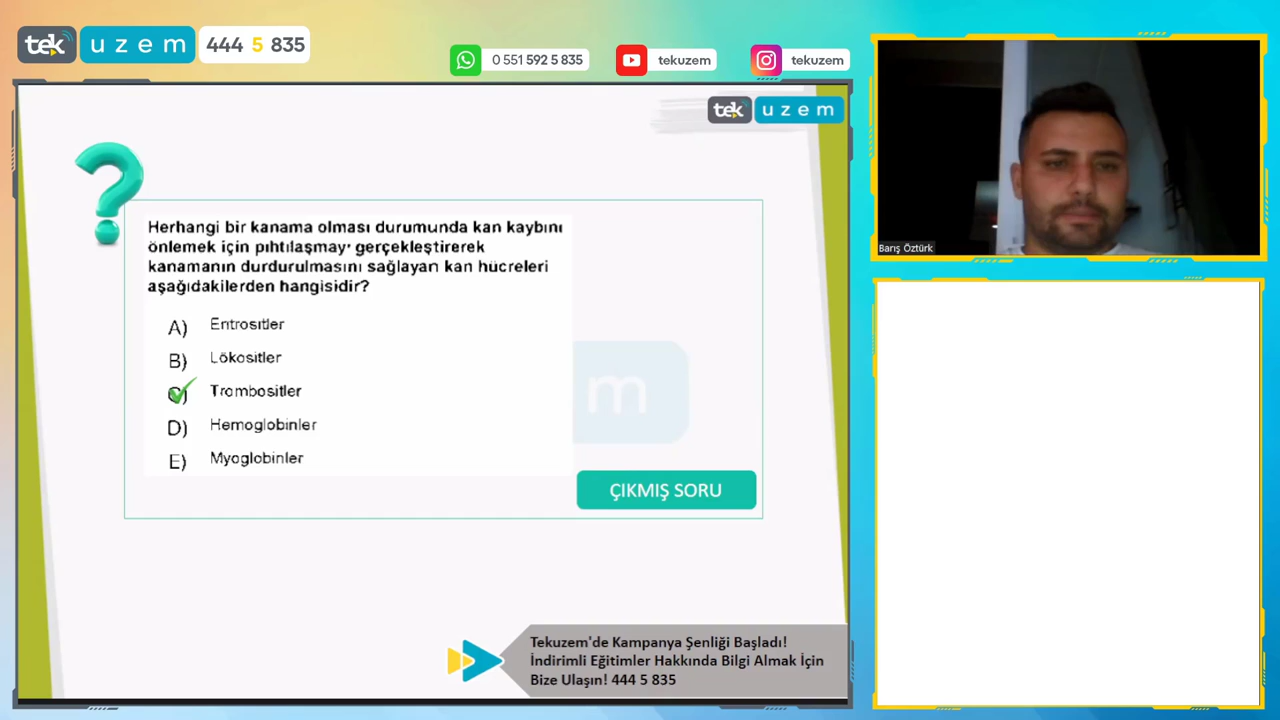 tek uzem 444 5 835
0 551 592 5 835
tekuzem
tekuzem
tek uzem
Barış Öztürk
Herhangi bir kanama olması durumunda kan kaybını
önlemek için pıhtılaşmayı gerçekleştirerek
kanamanın durdurulmasını sağlayan kan hücreleri
aşağıdakilerden hangisidir?
A) Eritrositler
B) Lökositler
C) Trombositler
D) Hemoglobinler
E) Myoglobinler
m
ÇIKMIŞ SORU
Tekuzem'de Kampanya Şenliği Başladı!
İndirimli Eğitimler Hakkında Bilgi Almak İçin
Bize Ulaşın! 444 5 835